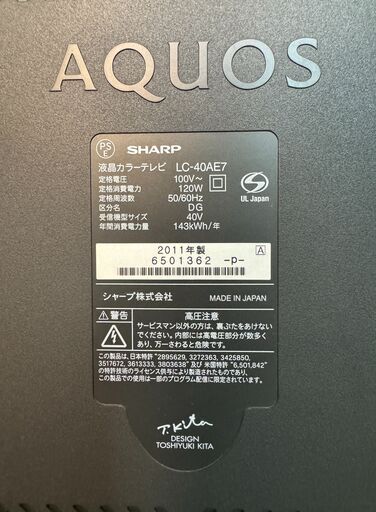 AQUOS
PS E SHARP
液晶カラーテレビ LC-40AE7
定格電圧 100V~
定格消費電力 120W
定格周波数 50/60Hz
区分名 DG
受信機型サイズ 40V
年間消費電力量 143kWh/年
UL Japan
2011年製 A
6501362 -P-
シャープ株式会社 MADE IN JAPAN
警告 高圧注意
サービスマン以外の方は、裏ぶたをあけない
でください。内部には高電圧部分が数多く
あり、万一さわると危険です。
この製品は、日本特許 "2895629, 3272363, 3425850,
3517672, 3613333, 3803638" 及び 米国特許 "6,501,842"
の特許技術のライセンス供与により製造された製品です。
この製品での使用は一部のプログラム配信に限定されます。
T. Kita
DESIGN
TOSHIYUKI KITA